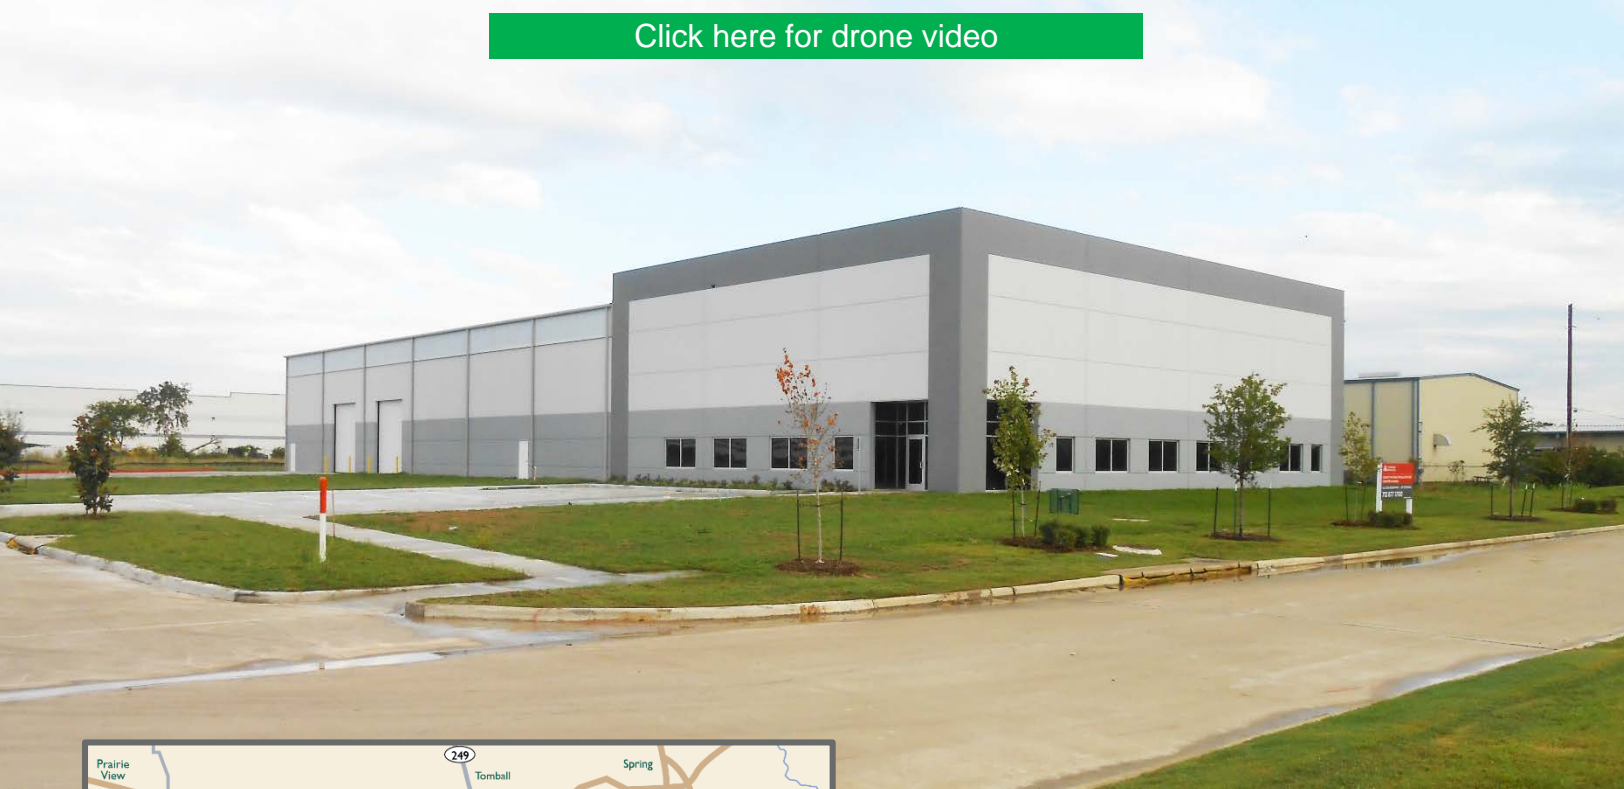 Click here for drone video
249
Prairie
View
Tomball
Spring